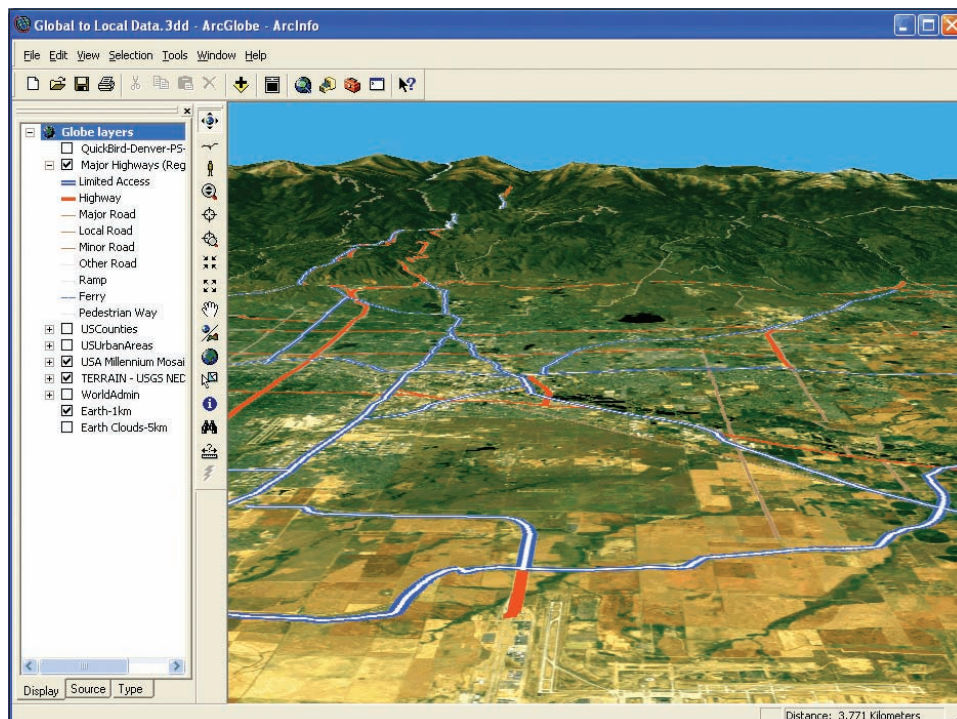 Global to Local Data.3dd - ArcGlobe - ArcInfo
File Edit View Selection Tools Window Help
Globe layers
QuickBird-Denver-PS-
Major Highways (Reg
Limited Access
Highway
Major Road
Local Road
Minor Road
Other Road
Ramp
Ferry
Pedestrian Way
USCounties
USUrbanAreas
USA Millennium Mosai
TERRAIN - USGS NED
WorldAdmin
Earth-1km
Earth Clouds-5km
Display Source Type
Distance: 3.771 Kilometers